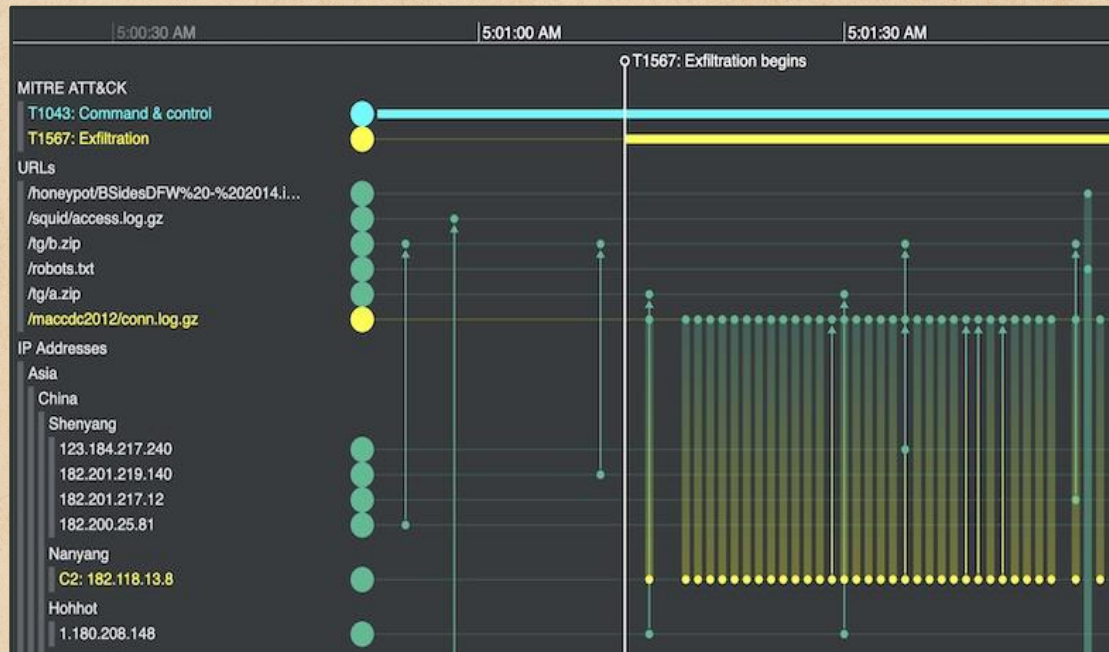 5:00:30 AM
5:01:00 AM
5:01:30 AM
T1567: Exfiltration begins
MITRE ATT&CK
T1043: Command & control
T1567: Exfiltration
URLs
/honeypot/BSidesDFW%20-%202014.i...
/squid/access.log.gz
/tg/b.zip
/robots.txt
/tg/a.zip
/maccdc2012/conn.log.gz
IP Addresses
Asia
China
Shenyang
123.184.217.240
182.201.219.140
182.201.217.12
182.200.25.81
Nanyang
C2: 182.118.13.8
Hohhot
1.180.208.148